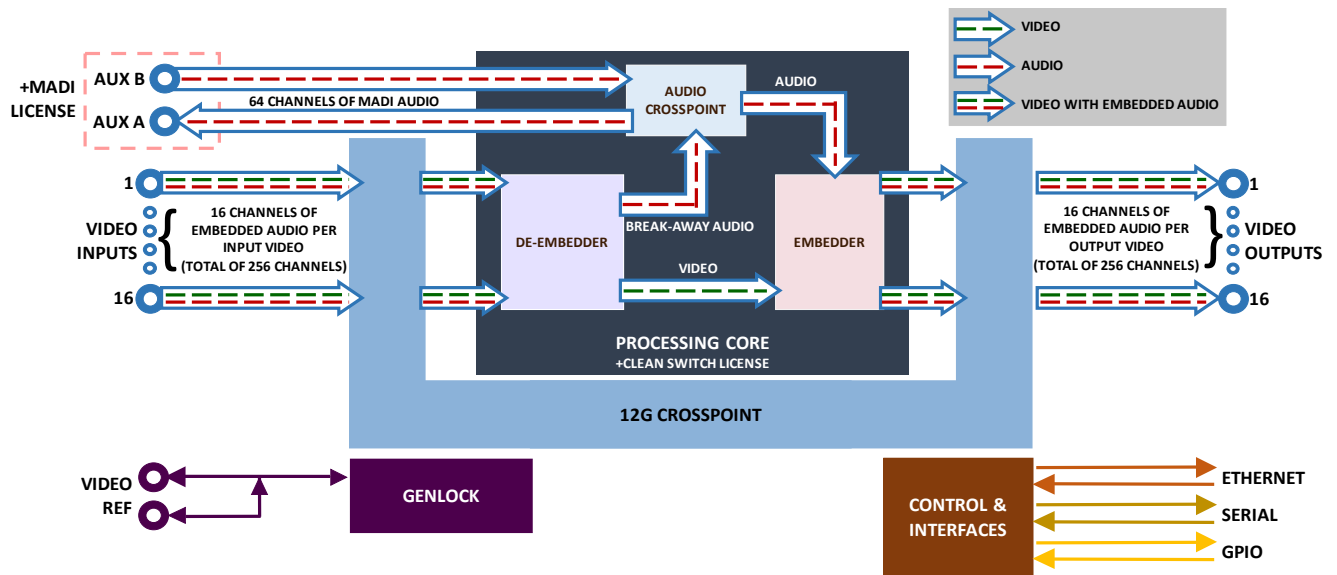 VIDEO
AUDIO
VIDEO WITH EMBEDDED AUDIO
+MADI
LICENSE
AUX B
AUX A
64 CHANNELS OF MADI AUDIO
AUDIO
CROSSPOINT
AUDIO
1
VIDEO
INPUTS
16
16 CHANNELS OF
EMBEDDED AUDIO PER
INPUT VIDEO
(TOTAL OF 256 CHANNELS)
DE-EMBEDDER
BREAK-AWAY AUDIO
VIDEO
EMBEDDER
PROCESSING CORE
+CLEAN SWITCH LICENSE
16 CHANNELS OF
EMBEDDED AUDIO PER
OUTPUT VIDEO
(TOTAL OF 256 CHANNELS)
1
VIDEO
OUTPUTS
16
12G CROSSPOINT
VIDEO
REF
GENLOCK
CONTROL &
INTERFACES
ETHERNET
SERIAL
GPIO